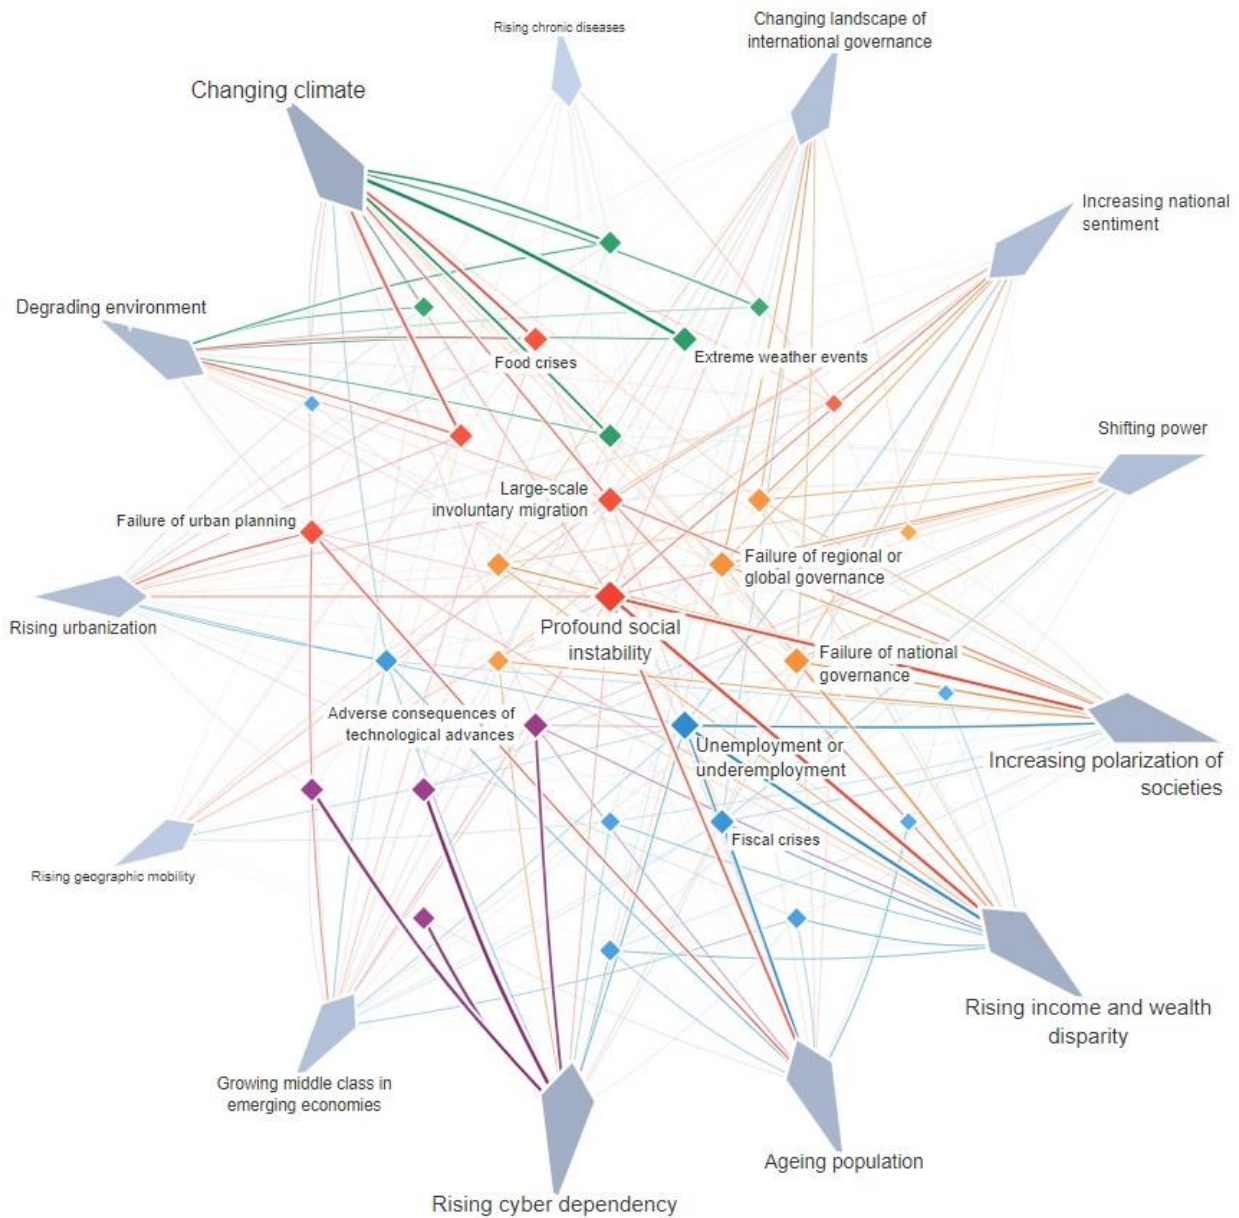 Rising chronic diseases
Changing landscape of
international governance
Changing climate
Increasing national
sentiment
Degrading environment
Food crises
Extreme weather events
Shifting power
Large-scale
involuntary migration
Failure of urban planning
Failure of regional or
global governance
Rising urbanization
Profound social
instability
Failure of national
governance
Adverse consequences of
technological advances
Unemployment or
underemployment
Increasing polarization of
societies
Fiscal crises
Rising geographic mobility
Rising income and wealth
disparity
Growing middle class in
emerging economies
Ageing population
Rising cyber dependency